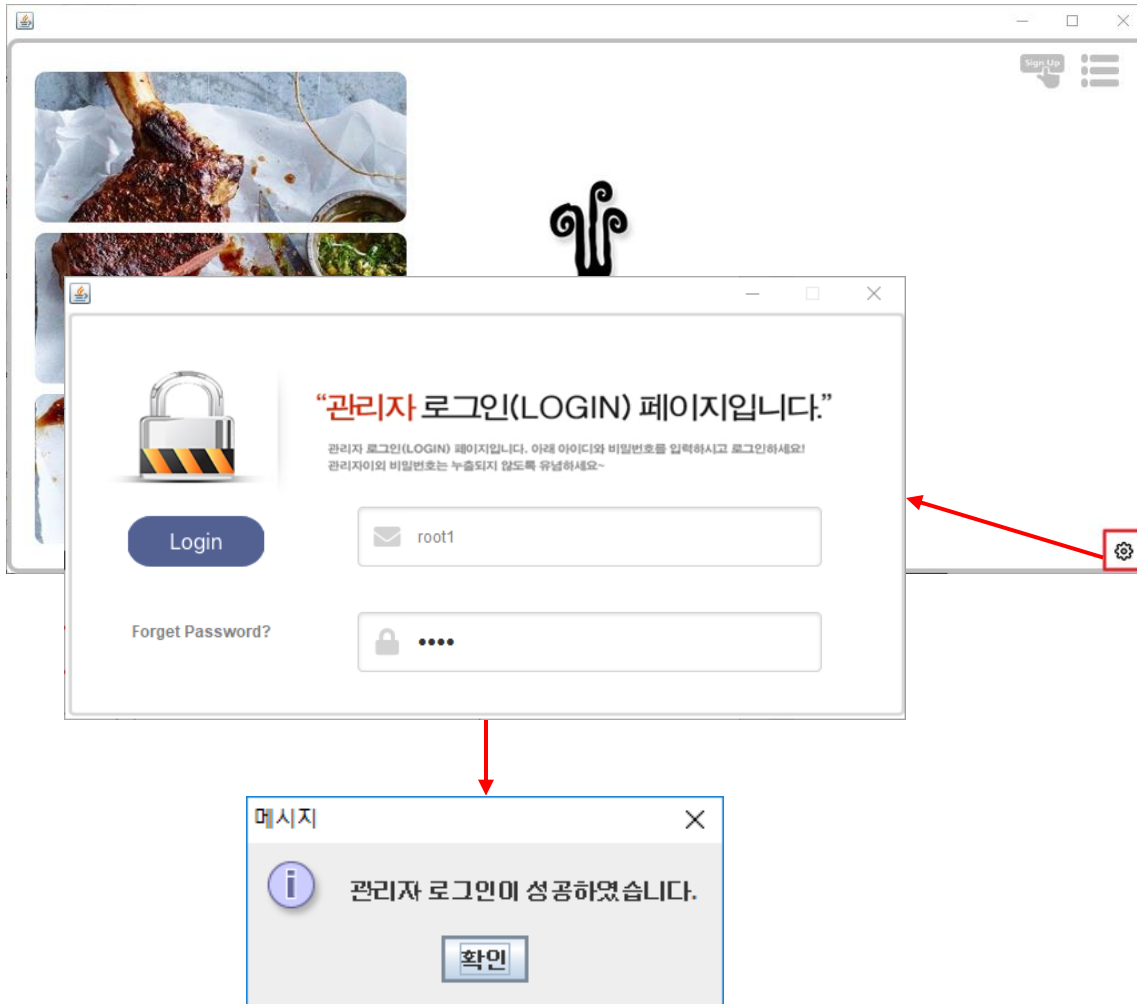 Sign Up
“관리자 로그인(LOGIN) 페이지입니다.”
관리자 로그인(LOGIN) 페이지입니다. 아래 아이디와 비밀번호를 입력하시고 로그인하세요!
관리자이외 비밀번호는 누출되지 않도록 유념하세요~
Login
root1
Forget Password?
••••
메시지
관리자 로그인이 성공하였습니다.
확인